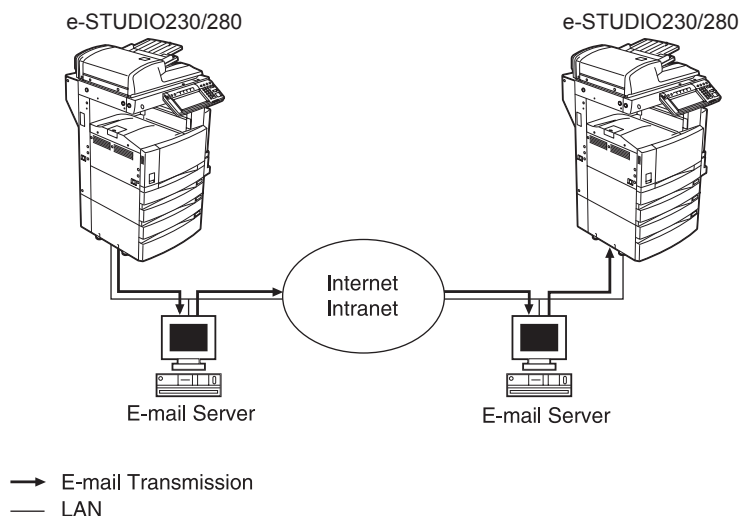 e-STUDIO230/280
e-STUDIO230/280
Internet
Intranet
E-mail Server
E-mail Server
E-mail Transmission
LAN